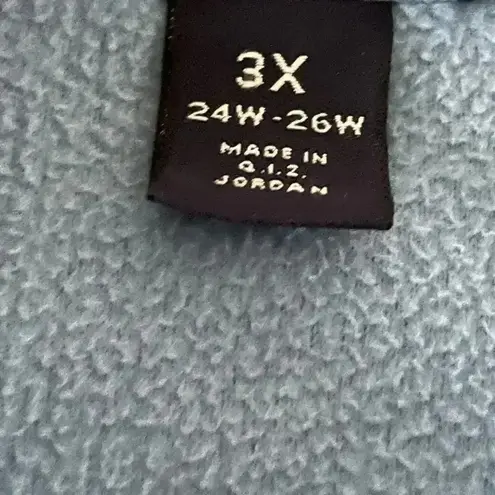 3X
24W-26W
MADE IN
Q.I.Z.
JORDAN